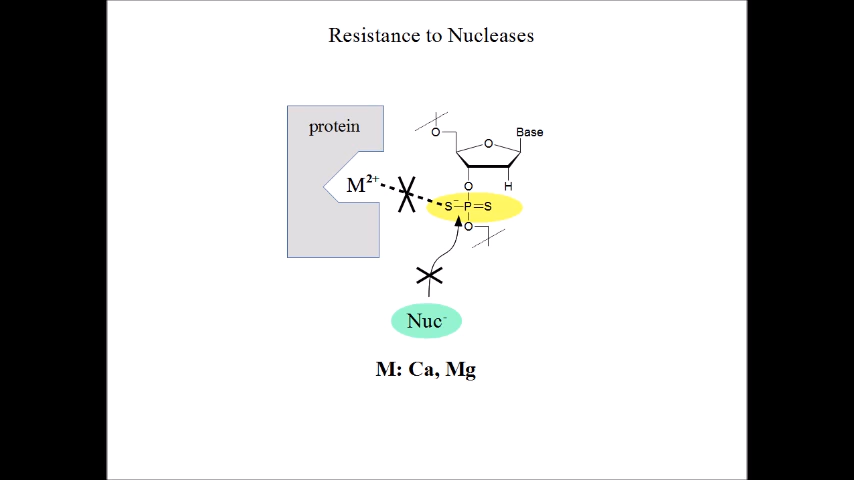 Resistance to Nucleases
protein
M2+
O
O
Base
O
H
S-–P=S
O
Nuc-
M: Ca, Mg